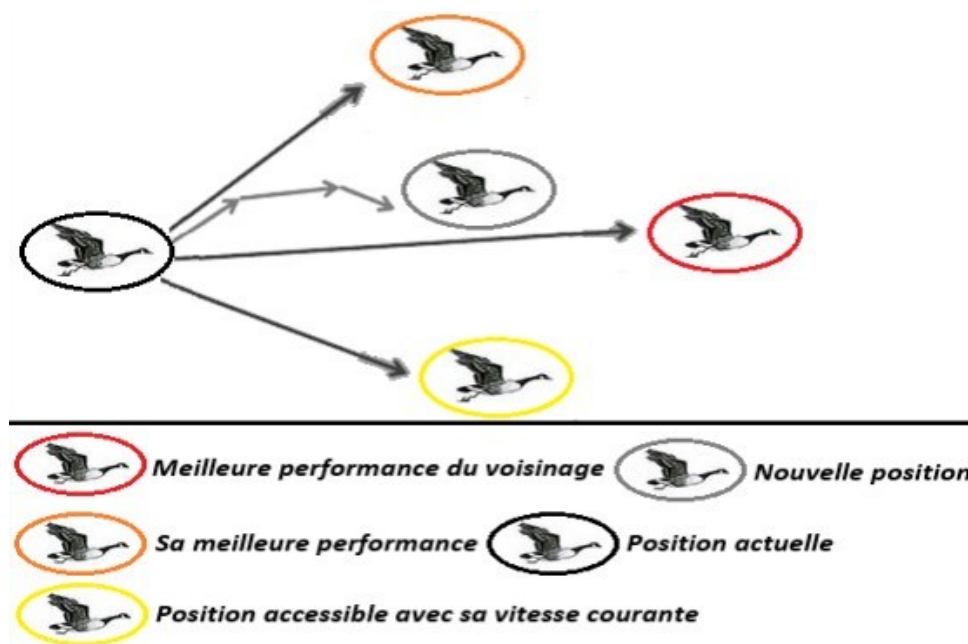 Meilleure performance du voisinage
Nouvelle position
Sa meilleure performance
Position actuelle
Position accessible avec sa vitesse courante